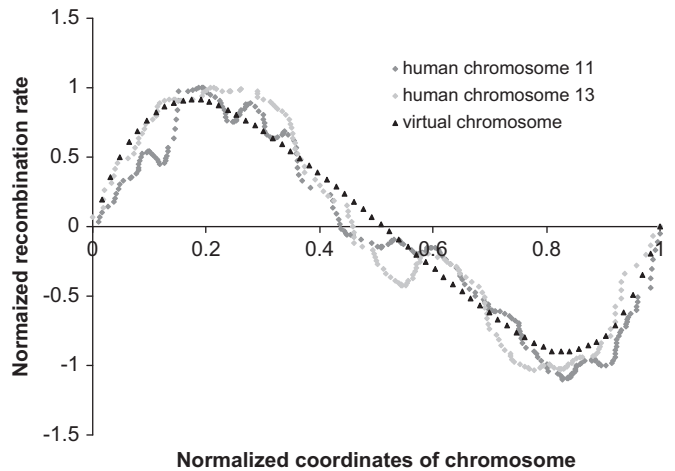 1.5
1
0.5
0
-0.5
-1
-1.5
0
0.2
0.4
0.6
0.8
1
human chromosome 11
human chromosome 13
virtual chromosome
Normaized recombination rate
Normalized coordinates of chromosome